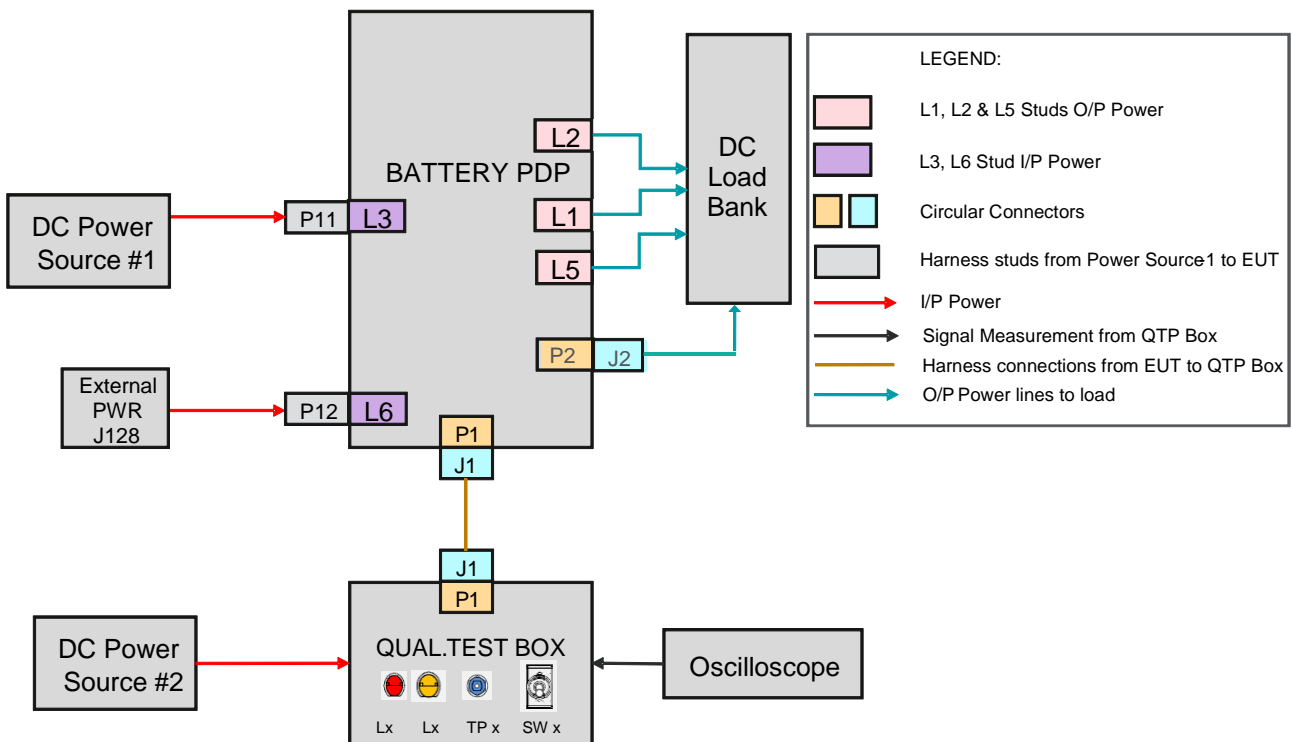 BATTERY PDP
L2
L1
L5
P2
J2
DC
Load
Bank
DC Power
Source #1
P11
L3
External
PWR
J128
P12
L6
P1
J1
J1
P1
DC Power
Source #2
QUAL.TEST BOX
Lx
Lx
TP x
SW x
Oscilloscope
LEGEND:
L1, L2 & L5 Studs O/P Power
L3, L6 Stud I/P Power
Circular Connectors
Harness studs from Power Source-1 to EUT
I/P Power
Signal Measurement from QTP Box
Harness connections from EUT to QTP Box
O/P Power lines to load